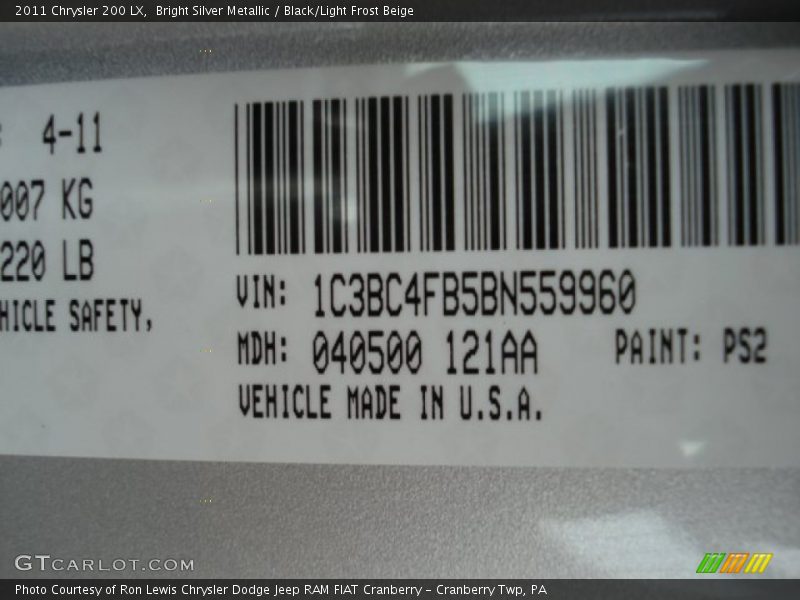 2011 Chrysler 200 LX, Bright Silver Metallic / Black/Light Frost Beige
: 4-11
007 KG
220 LB
HICLE SAFETY,
VIN: 1C3BC4FB5BN559960
MDH: 040500 121AA PAINT: PS2
VEHICLE MADE IN U.S.A.
GTCARLOT.COM
Photo Courtesy of Ron Lewis Chrysler Dodge Jeep RAM FIAT Cranberry - Cranberry Twp, PA